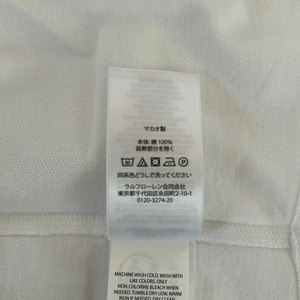 マカオ製
本体: 綿 100%
装飾部分を除く
同系色どうしで洗ってください
ラルフローレン合同会社
東京都千代田区永田町2-10-1
0120-3274-20
MACHINE WASH COLD. WASH WITH
LIKE COLORS. ONLY
NON-CHLORINE BLEACH WHEN
NEEDED. TUMBLE DRY LOW. WARM
IRON IF NEEDED